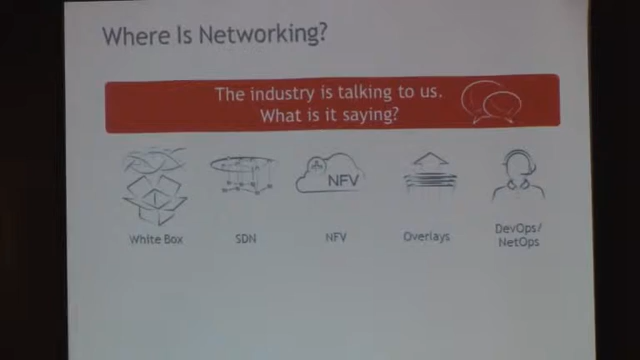 Where Is Networking?
The industry is talking to us.
What is it saying?
NFV
White Box
SDN
NFV
Overlays
DevOps/
NetOps